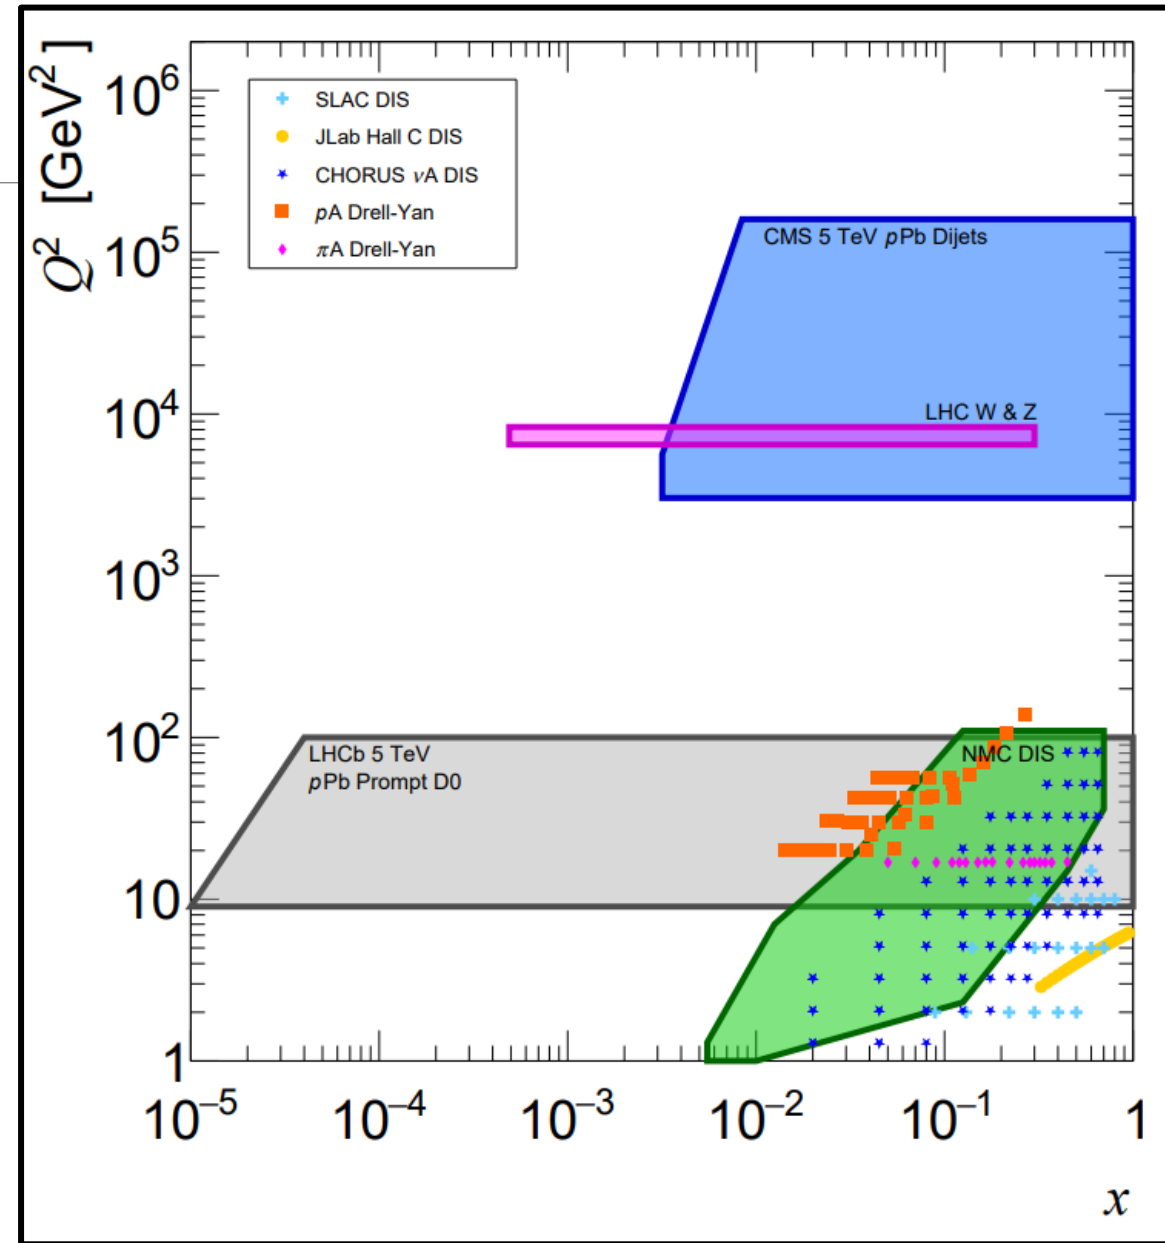 Q² [GeV²]
10⁶
10⁵
10⁴
10³
10²
10
1
SLAC DIS
JLab Hall C DIS
CHORUS νA DIS
pA Drell-Yan
πA Drell-Yan
CMS 5 TeV pPb Dijets
LHC W & Z
LHCb 5 TeV
pPb Prompt D0
NMC DIS
10⁻⁵ 10⁻⁴ 10⁻³ 10⁻² 10⁻¹ 1
x